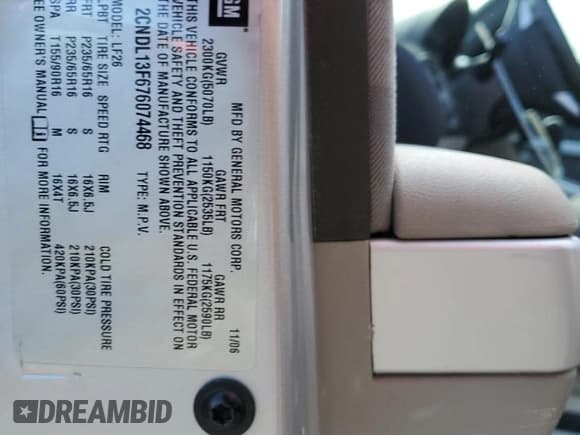 GM
MFD BY GENERAL MOTORS CORP. 11/06
GVWR GAWR FRT GAWR RR
2300KG(5070LB) 1150KG(2535LB) 1175KG(2590LB)
THIS VEHICLE CONFORMS TO ALL APPLICABLE U.S. FEDERAL MOTOR
VEHICLE SAFETY AND THEFT PREVENTION STANDARDS IN EFFECT ON
THE DATE OF MANUFACTURE SHOWN ABOVE.
2CNDL13F676074468 TYPE: M.P.V.
MODEL: LF26
LPBT TIRE SIZE SPEED RTG RIM COLD TIRE PRESSURE
FRT P235/65R16 S 16X6.5J 210KPA(30PSI)
RR P235/65R16 S 16X6.5J 210KPA(30PSI)
SPA T155/90R16 M 16X4T 420KPA(60PSI)
SEE OWNER'S MANUAL FOR MORE INFORMATION.
DREAMBID